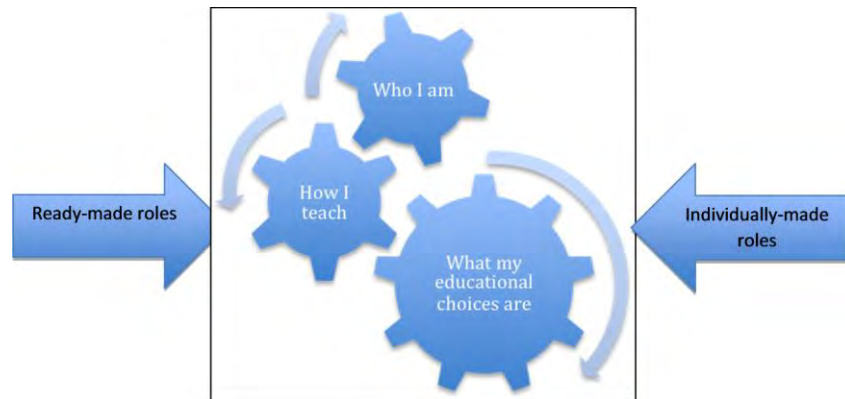 Who I am
How I
teach
What my
educational
choices are
Ready-made roles
Individually-made
roles